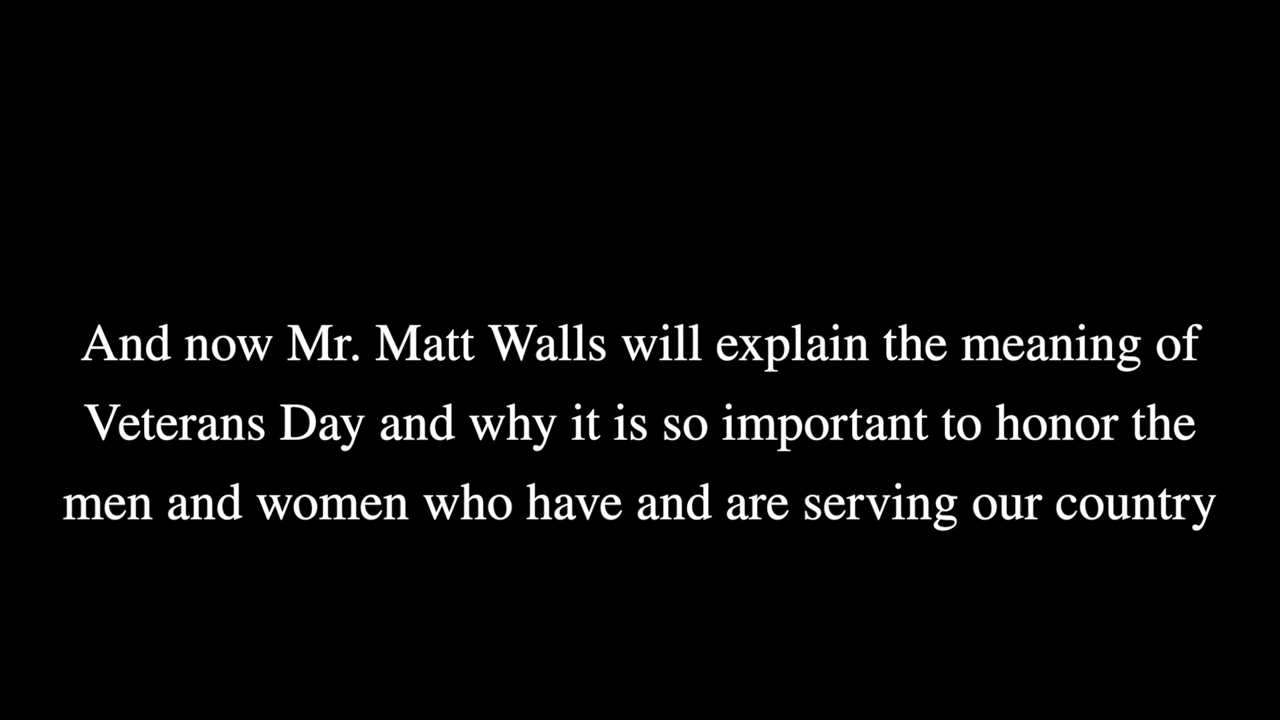 And now Mr. Matt Walls will explain the meaning of
Veterans Day and why it is so important to honor the
men and women who have and are serving our country